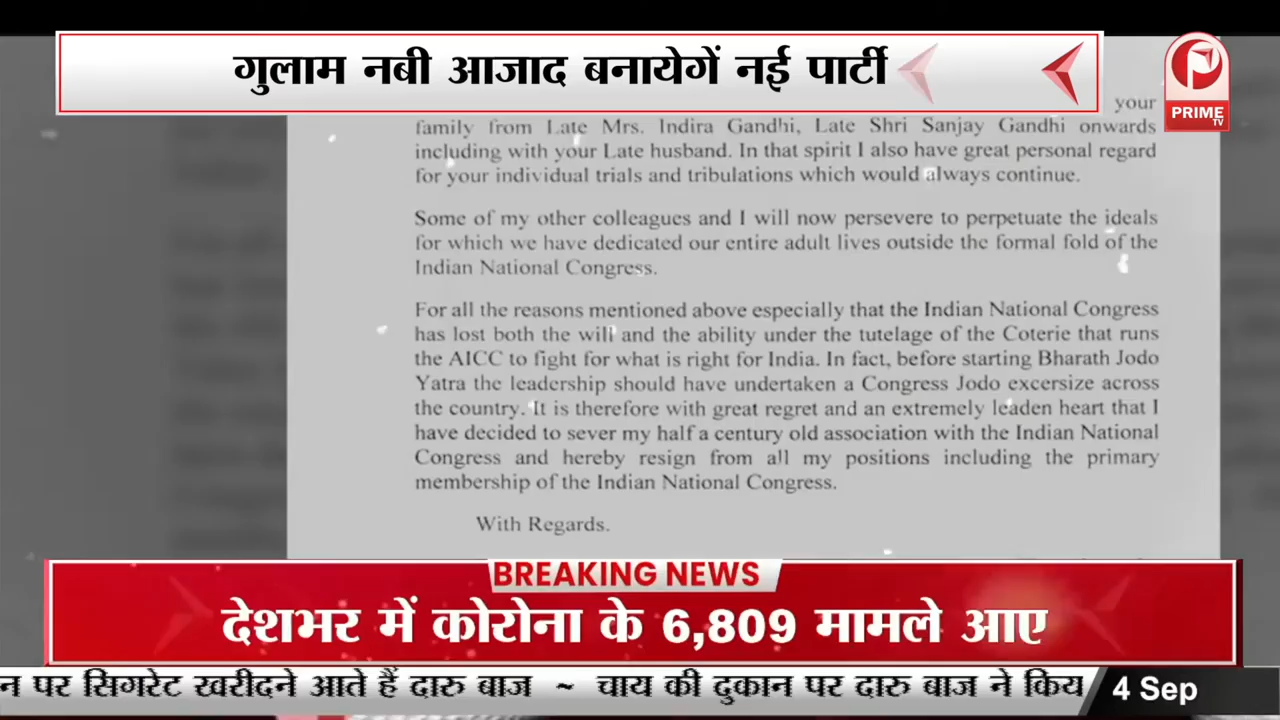 गुलाम नबी आजाद बनायेगें नई पार्टी
PRIME
TV
your
family from Late Mrs. Indira Gandhi, Late Shri Sanjay Gandhi onwards
including with your Late husband. In that spirit I also have great personal regard
for your individual trials and tribulations which would always continue.
Some of my other colleagues and I will now persevere to perpetuate the ideals
for which we have dedicated our entire adult lives outside the formal fold of the
Indian National Congress.
For all the reasons mentioned above especially that the Indian National Congress
has lost both the will and the ability under the tutelage of the Coterie that runs
the AICC to fight for what is right for India. In fact, before starting Bharath Jodo
Yatra the leadership should have undertaken a Congress Jodo excersize across
the country. It is therefore with great regret and an extremely leaden heart that I
have decided to sever my half a century old association with the Indian National
Congress and hereby resign from all my positions including the primary
membership of the Indian National Congress.
With Regards.
BREAKING NEWS
देशभर में कोरोना के 6,809 मामले आए
न पर सिगरेट खरीदने आते हैं दारु बाज ~ चाय की दुकान पर दारु बाज ने किय
4 Sep